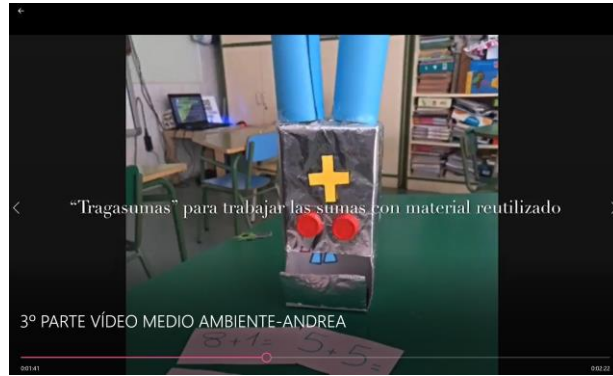 “Tragasumas” para trabajar las sumas con material reutilizado
3º PARTE VÍDEO MEDIO AMBIENTE-ANDREA
8+1= 5+5=
0:01:41 0:02:22